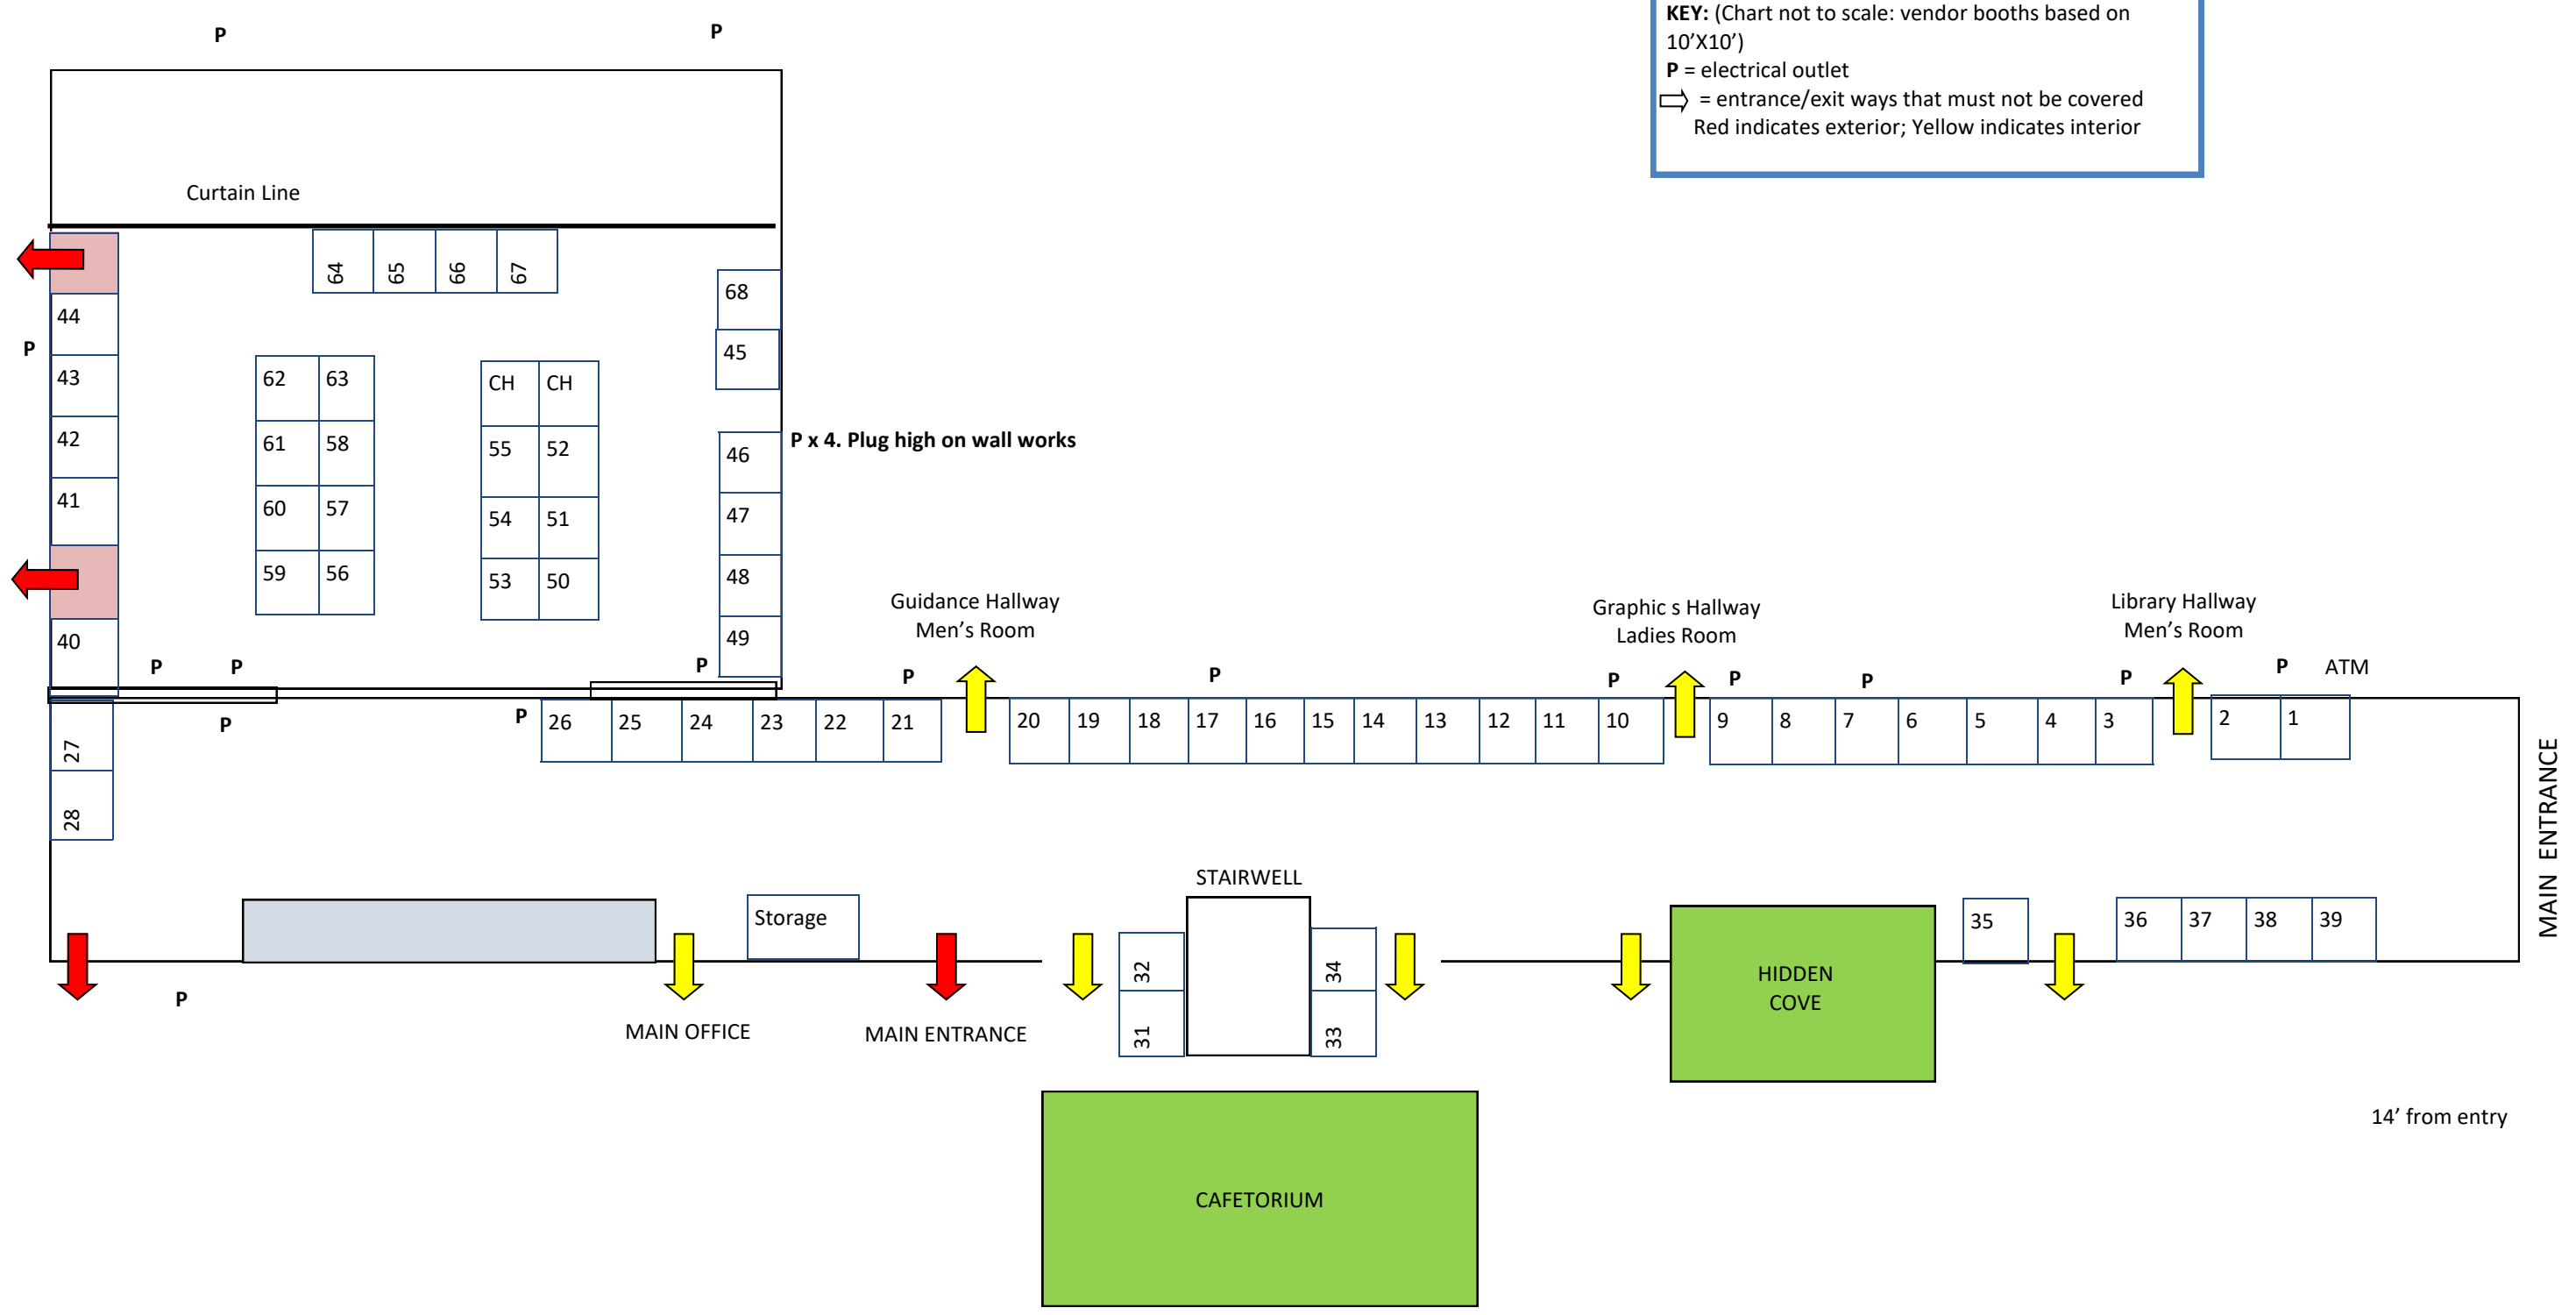 KEY: (Chart not to scale: vendor booths based on
10’X10’)
P = electrical outlet
= entrance/exit ways that must not be covered
Red indicates exterior; Yellow indicates interior
P
P
Curtain Line
64
65
66
67
68
44
P
45
43
62
63
CH
CH
42
61
58
55
52
46
P x 4. Plug high on wall works
41
60
57
54
51
47
59
56
53
50
48
40
49
Guidance Hallway
Men’s Room
Graphic s Hallway
Ladies Room
Library Hallway
Men’s Room
P
P
P
P
P
P
P
P
P
P
ATM
P
P
27
28
26
25
24
23
22
21
20
19
18
17
16
15
14
13
12
11
10
9
8
7
6
5
4
3
2
1
MAIN ENTRANCE
STAIRWELL
Storage
32
31
34
33
HIDDEN
COVE
35
36
37
38
39
P
MAIN OFFICE
MAIN ENTRANCE
14’ from entry
CAFETORIUM